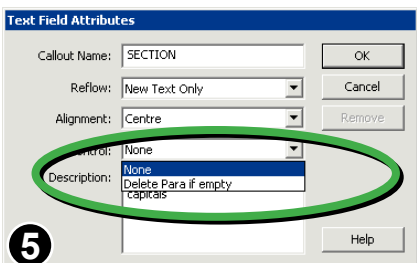 Text Field Attributes
Callout Name: SECTION OK
Reflow: New Text Only Cancel
Alignment: Centre Remove
None
None
Description: Delete Para if empty
capitals
5 Help